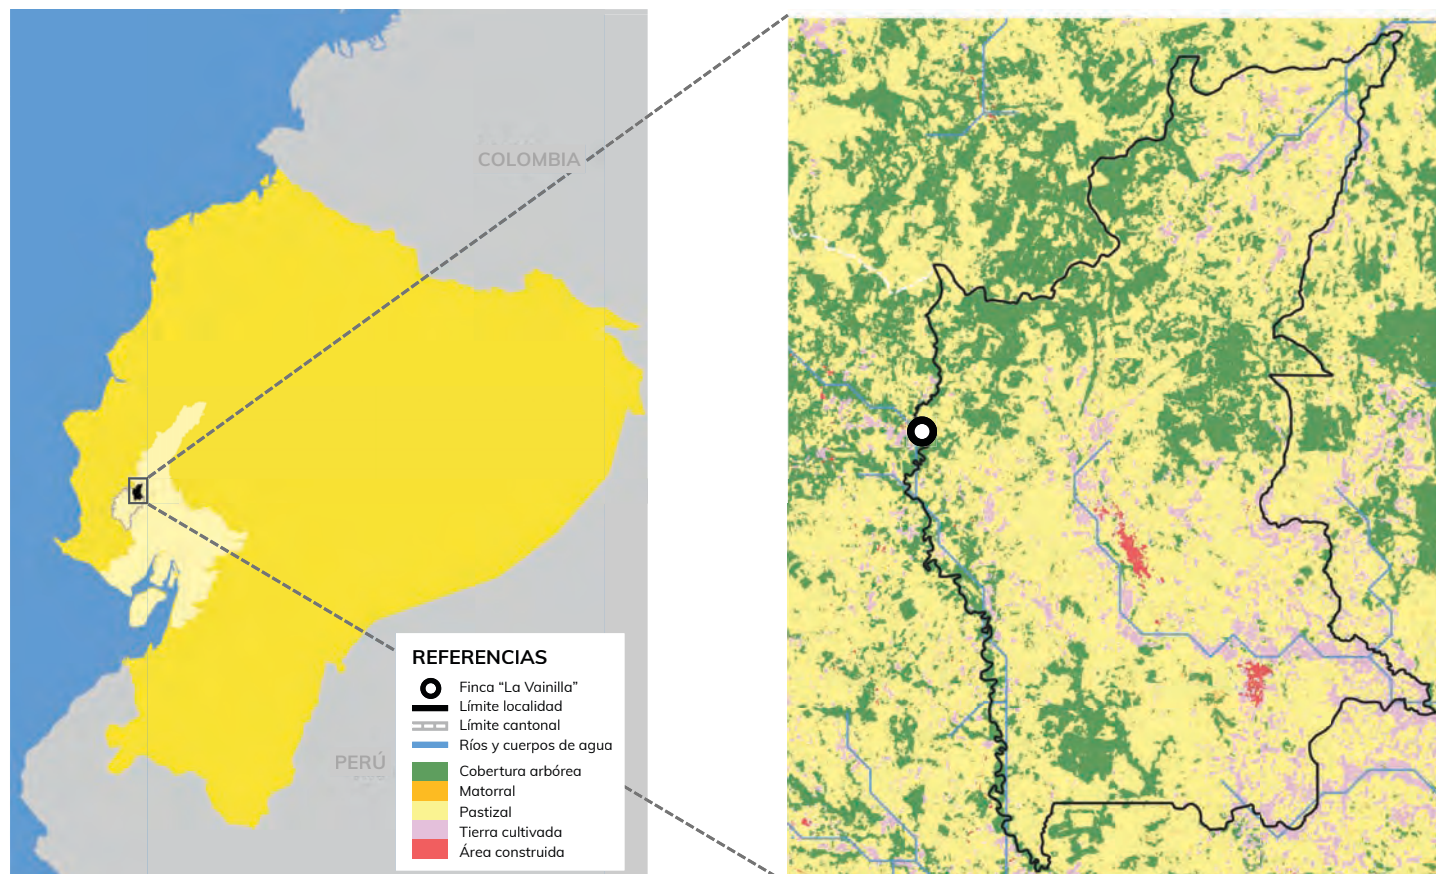 COLOMBIA
PERÚ
REFERENCIAS
Finca “La Vainilla”
Límite localidad
Límite cantonal
Ríos y cuerpos de agua
Cobertura arbórea
Matorral
Pastizal
Tierra cultivada
Área construida